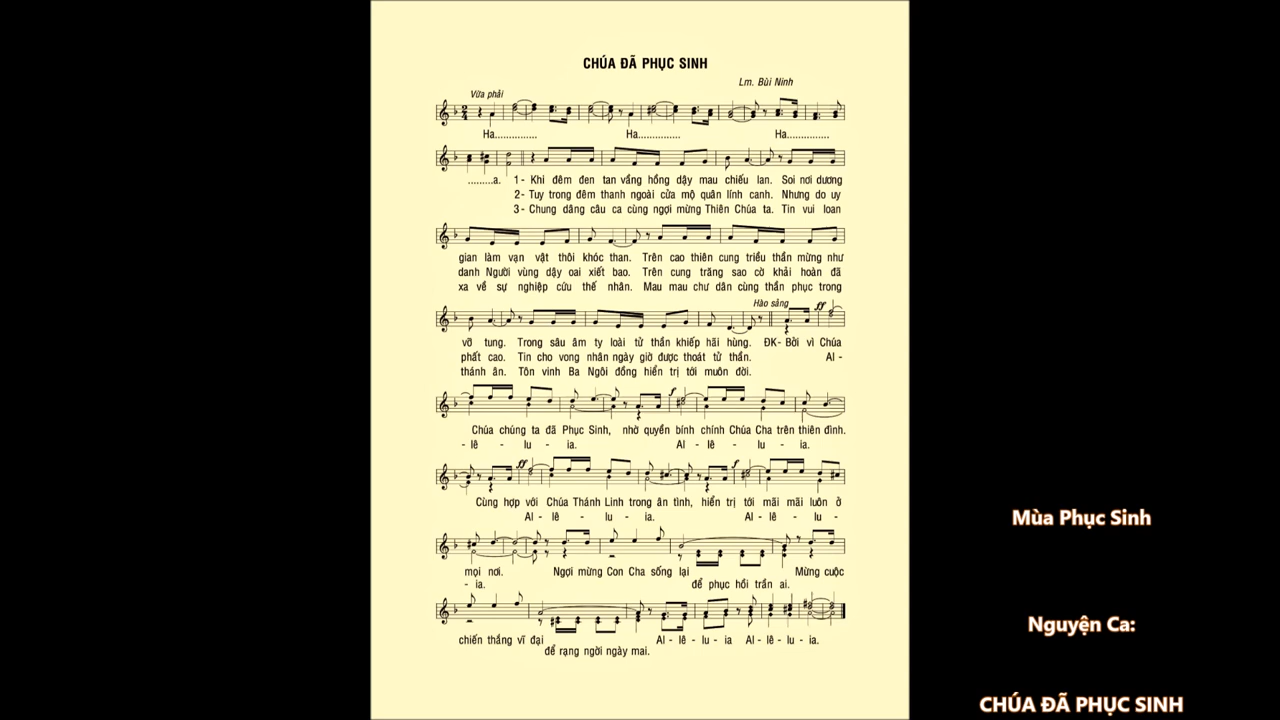 CHÚA ĐÃ PHỤC SINH
Lm. Bùi Ninh
Vừa phải
Ha.............. Ha.............. Ha..............
.........a. 1- Khi đêm đen tan vầng hồng dậy mau chiếu lan. Soi nơi dương
2- Tuy trong đêm thanh ngoài cửa mộ quân lính canh. Nhưng do uy
3- Chung dâng câu ca cùng ngợi mừng Thiên Chúa ta. Tin vui loan
gian làm vạn vật thôi khóc than. Trên cao thiên cung triều thần mừng như
danh Người vùng dậy oai xiết bao. Trên cung trăng sao cờ khải hoàn đã
xa về sự nghiệp cứu thế nhân. Mau mau chư dân cùng thần phục trong
Hào sảng ff
vỡ tung. Trong sâu âm ty loài tử thần khiếp hãi hùng. ĐK- Bởi vì Chúa
phất cao. Tin cho vong nhân ngày giờ được thoát tử thần. Al -
thánh ân. Tôn vinh Ba Ngôi đồng hiển trị tới muôn đời.
f
Chúa chúng ta đã Phục Sinh, nhờ quyền bính chính Chúa Cha trên thiên đình.
- lê - lu - ia. Al - lê - lu - ia.
ff f
Cùng hợp với Chúa Thánh Linh trong ân tình, hiển trị tới mãi mãi luôn ở
Al - lê - lu - ia. Al - lê - lu -
mọi nơi. Ngợi mừng Con Cha sống lại Mừng cuộc
- ia. để phục hồi trần ai.
chiến thắng vĩ đại Al - lê - lu - ia Al - lê - lu - ia.
để rạng ngời ngày mai.
Mùa Phục Sinh
Nguyện Ca:
CHÚA ĐÃ PHỤC SINH